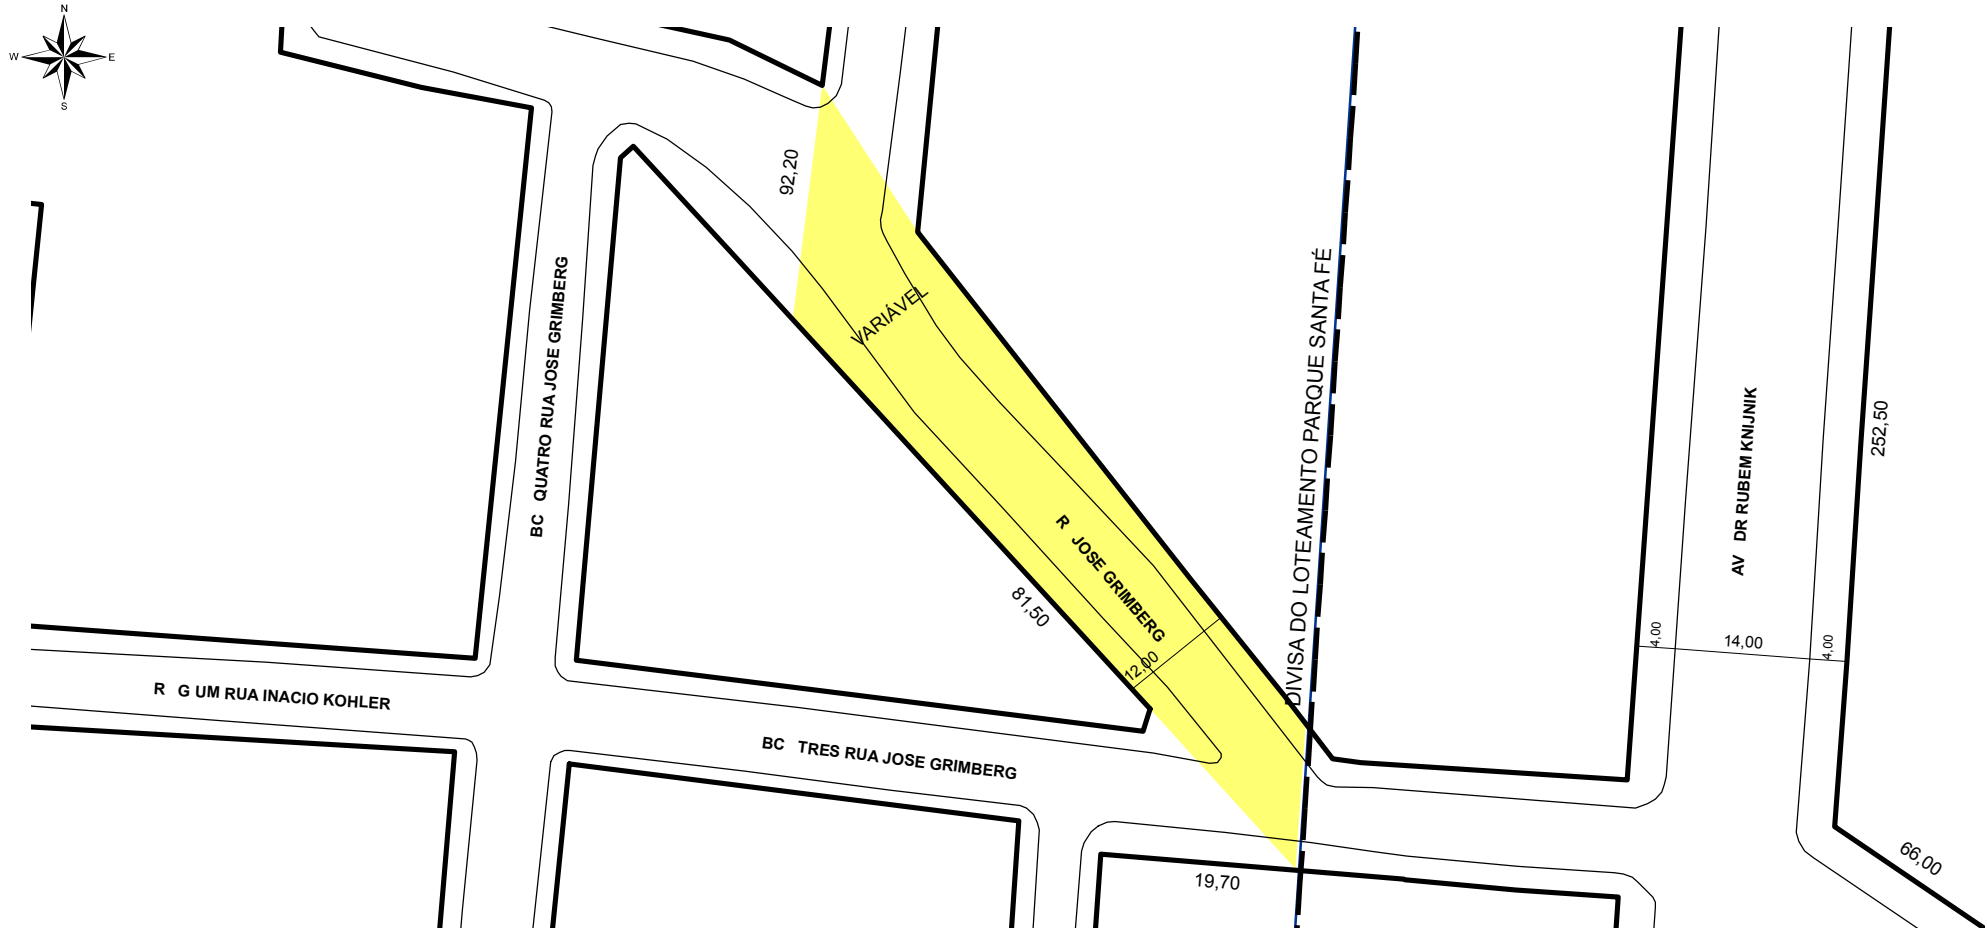 N
W
E
S
92,20
VARIÁVEL
BC QUATRO RUA JOSE GRIMBERG
DIVISA DO LOTEAMENTO PARQUE SANTA FÉ
AV DR RUBEM KNIJNIK
252,50
R JOSE GRIMBERG
81,50
12,00
4,00
14,00
4,00
R G UM RUA INACIO KOHLER
BC TRES RUA JOSE GRIMBERG
19,70
66,00